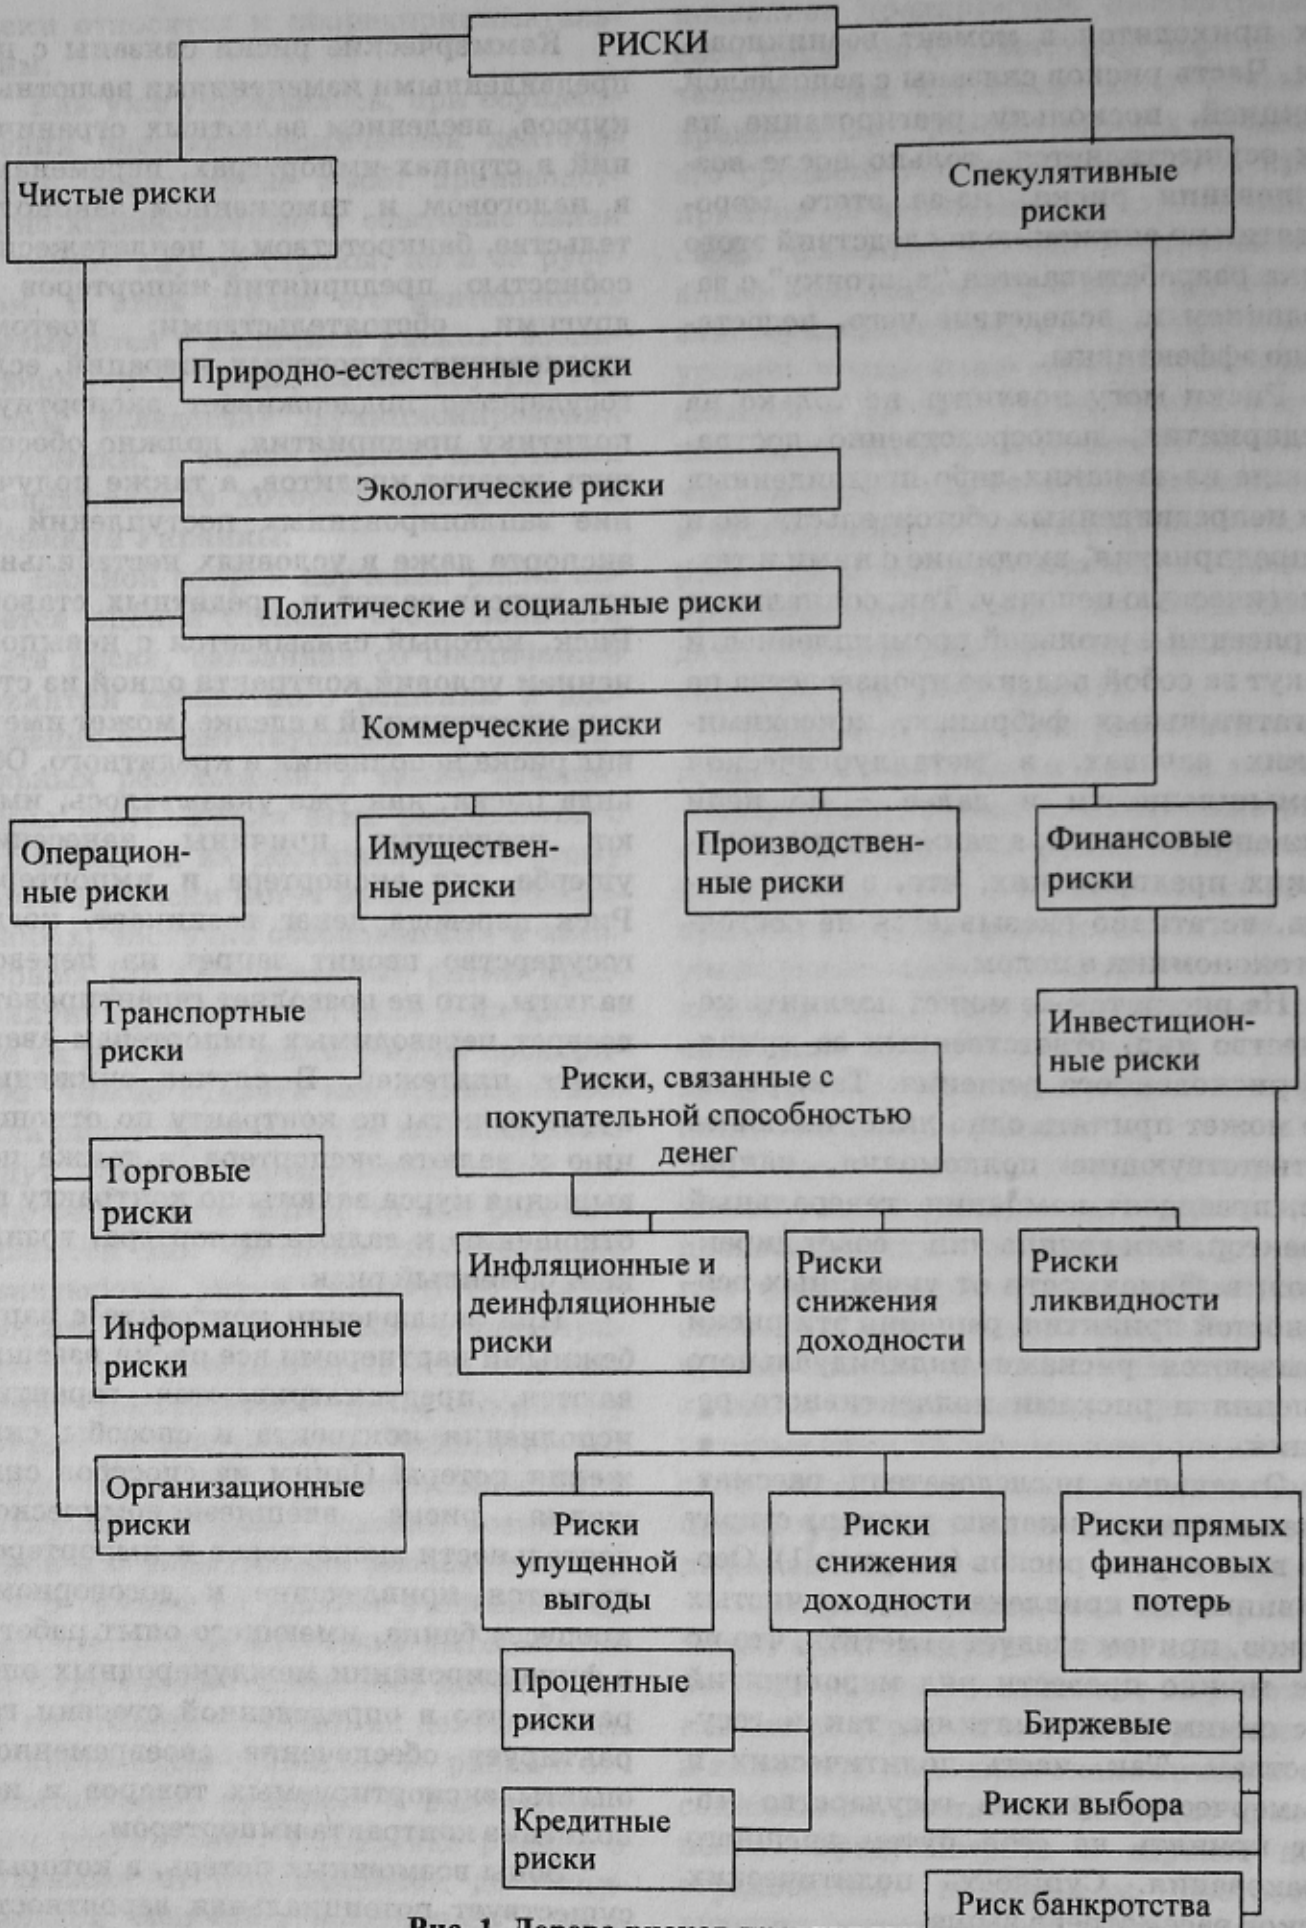 РИСКИ
Чистые риски
Спекулятивные
риски
Природно-естественные риски
Экологические риски
Политические и социальные риски
Коммерческие риски
Операцион-
ные риски
Имуществен-
ные риски
Производствен-
ные риски
Финансовые
риски
Транспортные
риски
Торговые
риски
Информационные
риски
Организационные
риски
Инвестицион-
ные риски
Риски, связанные с
покупательной способностью
денег
Инфляционные и
деинфляционные
риски
Риски
снижения
доходности
Риски
ликвидности
Риски
упущенной
выгоды
Риски
снижения
доходности
Риски прямых
финансовых
потерь
Процентные
риски
Кредитные
риски
Биржевые
Риски выбора
Риск банкротства
Рис. 1. Дерево